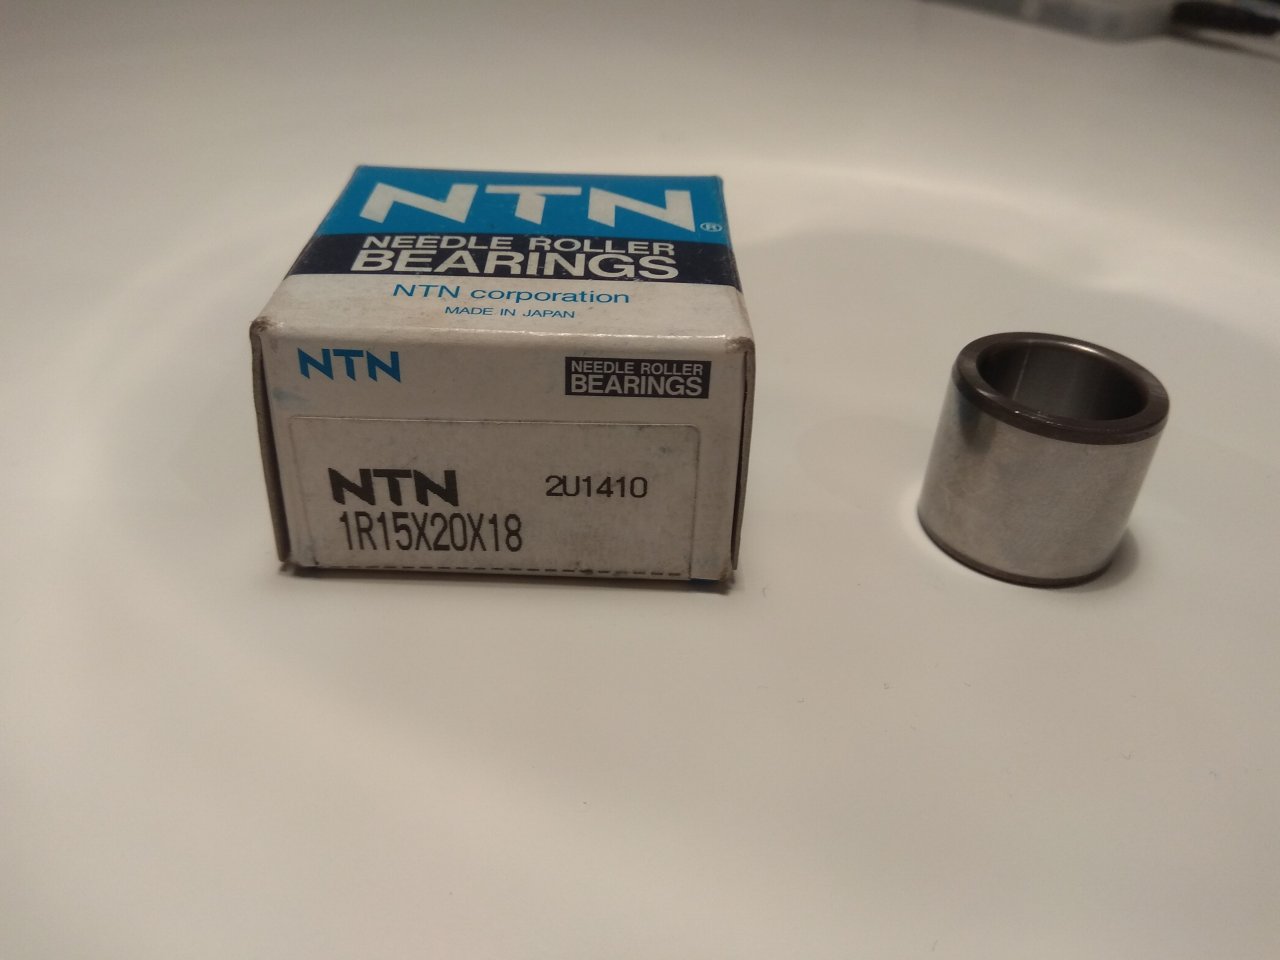 NTN®
NEEDLE ROLLER
BEARINGS
NTN corporation
MADE IN JAPAN
NTN
NEEDLE ROLLER
BEARINGS
NTN 2U1410
1R15X20X18